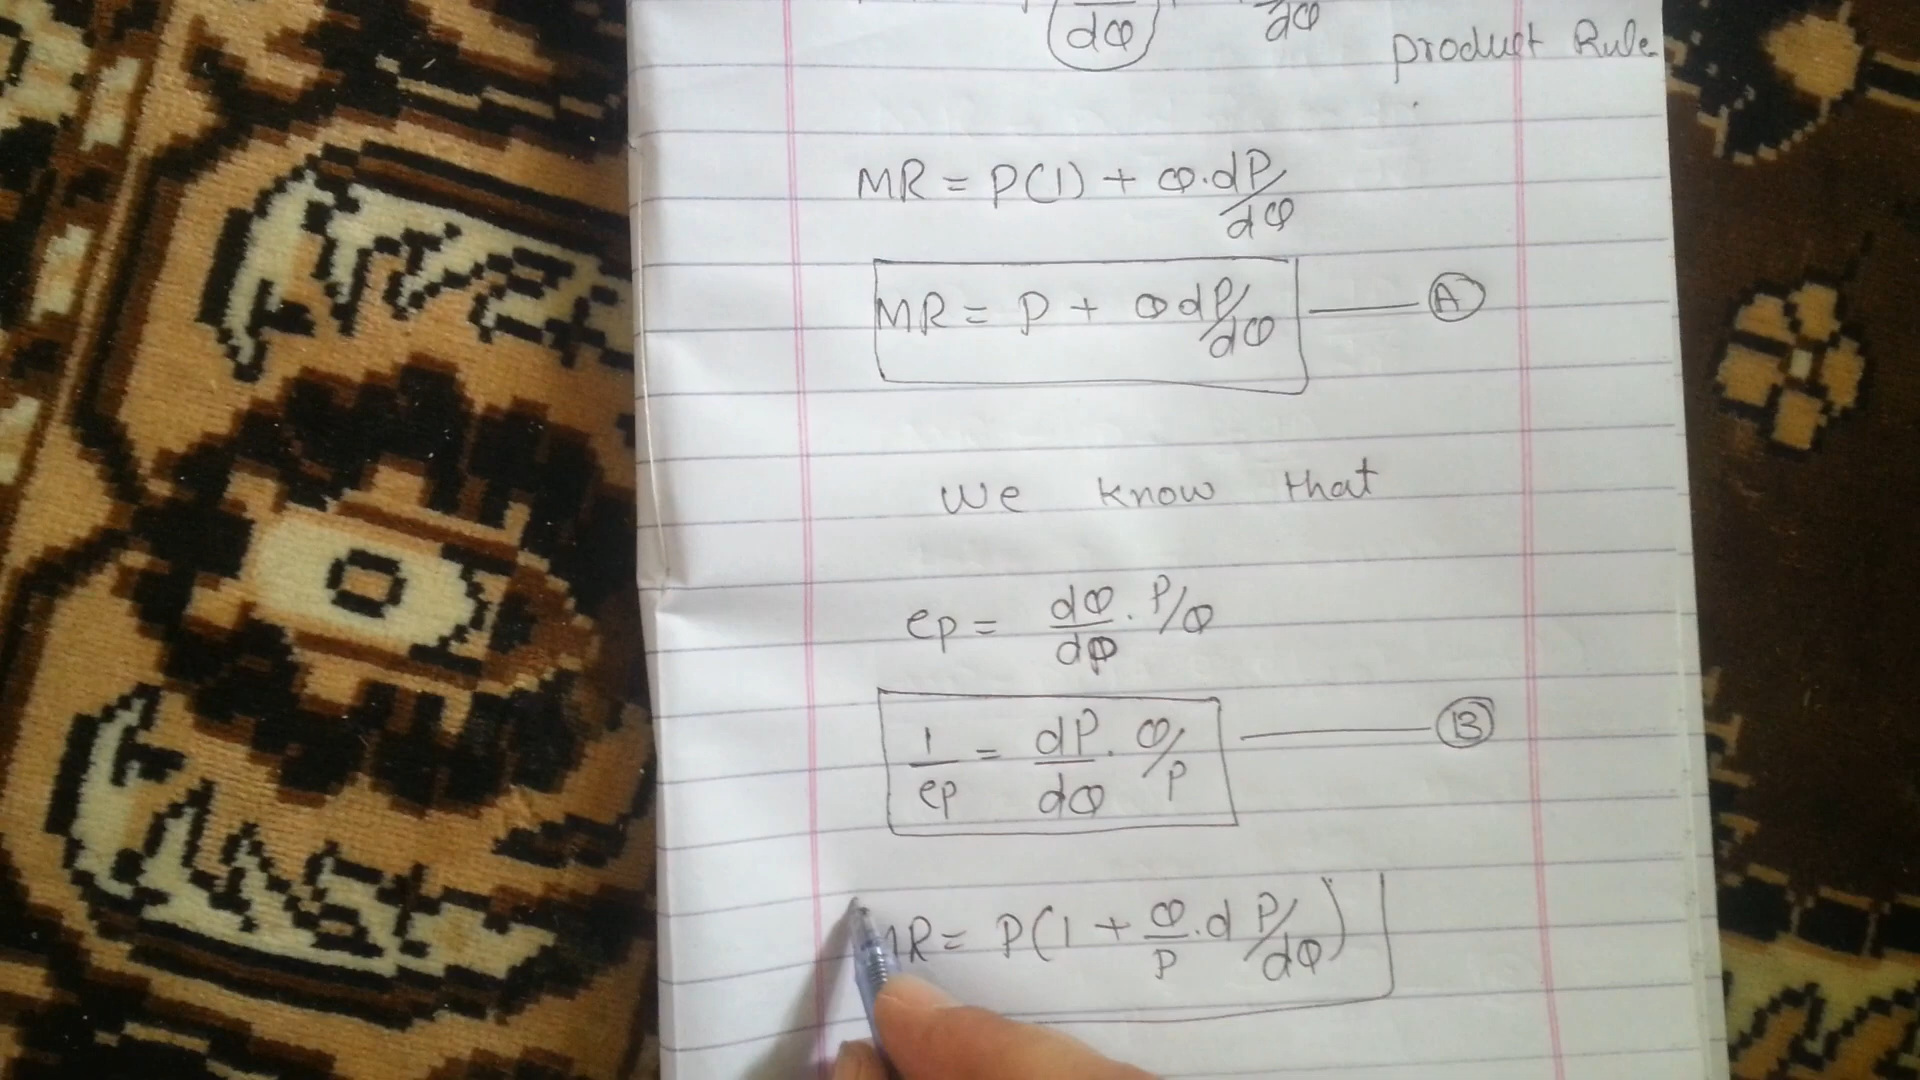 dQ dQ product Rule
MR = P(1) + Q.dP/dQ
MR = P + Q dP/dQ — A
We know that
ep = dQ/dP . P/Q
1/ep = dP/dQ . Q/P — B
MR = P(1 + Q/P . dP/dQ)